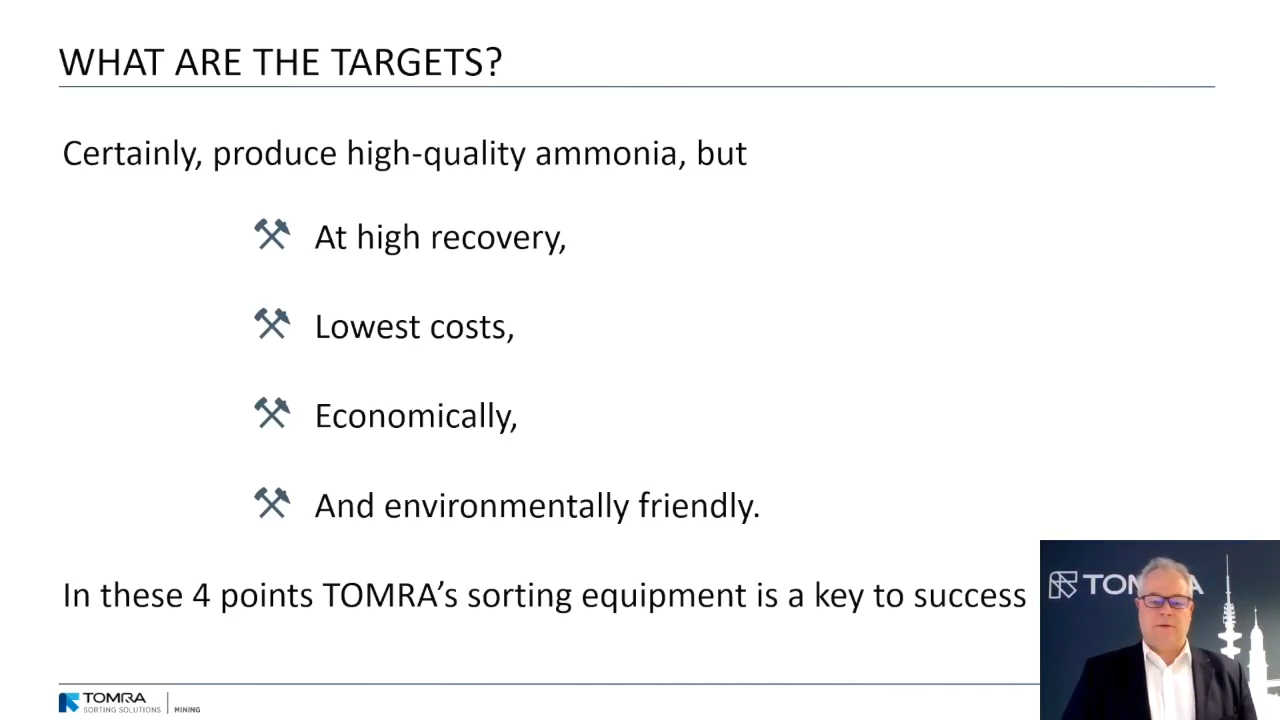 WHAT ARE THE TARGETS?
Certainly, produce high-quality ammonia, but
At high recovery,
Lowest costs,
Economically,
And environmentally friendly.
In these 4 points TOMRA’s sorting equipment is a key to success
TOMRA
SORTING SOLUTIONS | MINING